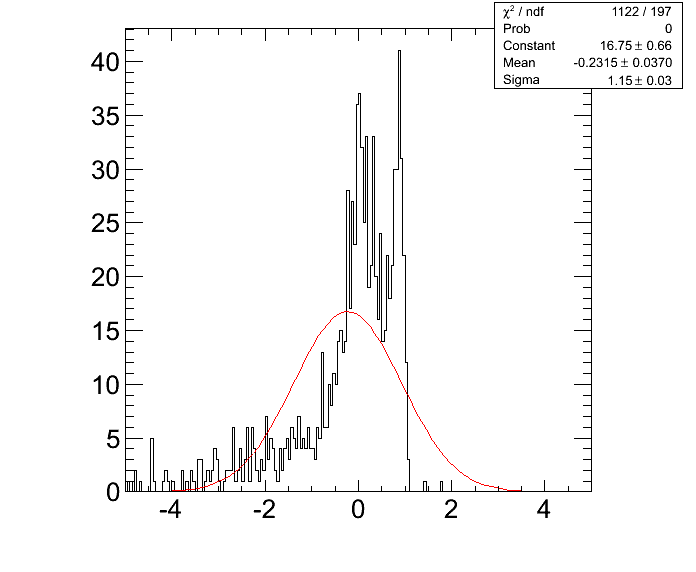 χ² / ndf 1122 / 197
Prob 0
Constant 16.75 ± 0.66
Mean -0.2315 ± 0.0370
Sigma 1.15 ± 0.03
40
35
30
25
20
15
10
5
0
-4 -2 0 2 4